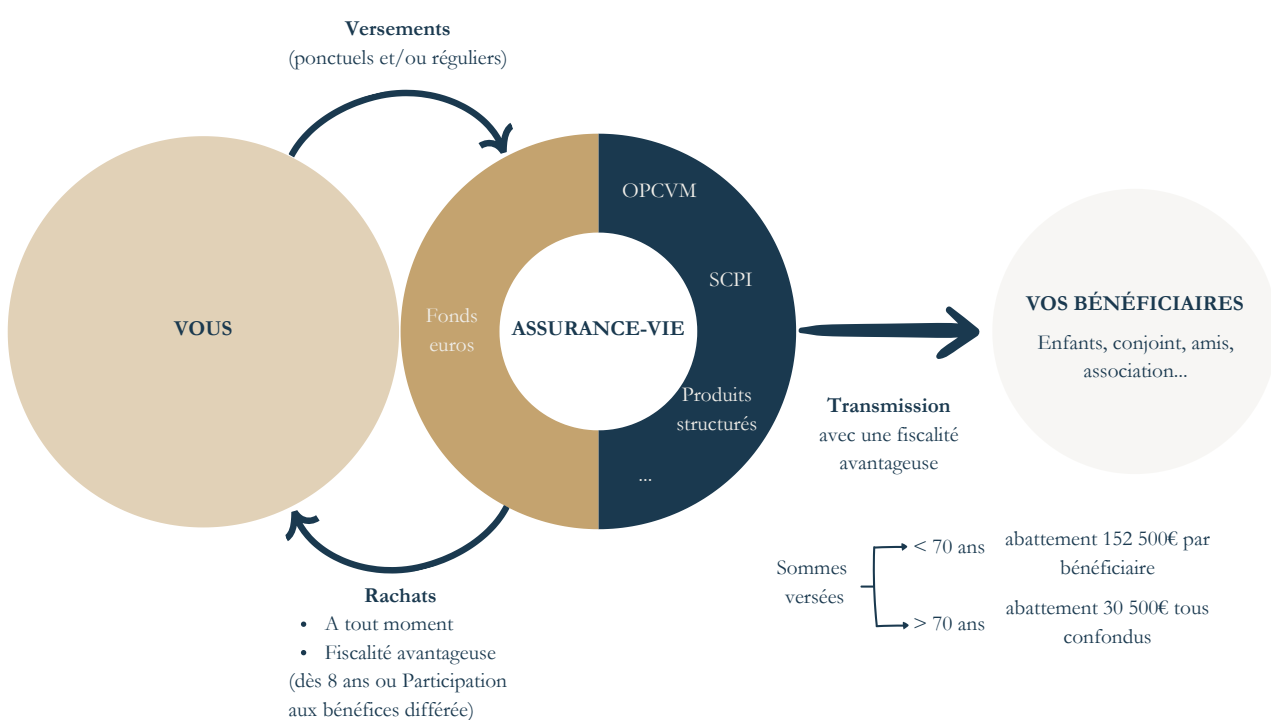 Versements
(ponctuels et/ou réguliers)
VOUS
Fonds
euros
ASSURANCE-VIE
OPCVM
SCPI
Produits
structurés
...
VOS BÉNÉFICIAIRES
Enfants, conjoint, amis,
association...
Transmission
avec une fiscalité
avantageuse
Sommes
versées
< 70 ans
abattement 152 500€ par
bénéficiaire
> 70 ans
abattement 30 500€ tous
confondus
Rachats
• A tout moment
• Fiscalité avantageuse
(dès 8 ans ou Participation
aux bénéfices différée)